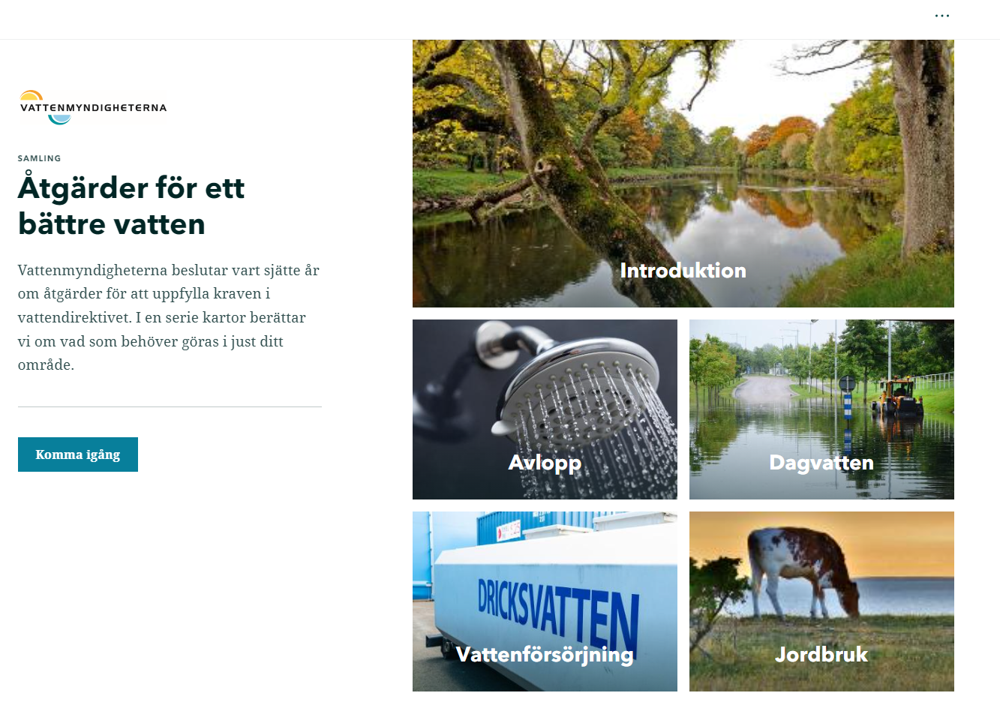 VATTENMYNDIGHETERNA
SAMLING
Åtgärder för ett
bättre vatten
Vattenmyndigheterna beslutar vart sjätte år
om åtgärder för att uppfylla kraven i
vattendirektivet. I en serie kartor berättar
vi om vad som behöver göras i just ditt
område.
Komma igång
Introduktion
Avlopp
Dagvatten
DRICKSVATTEN
Vattenförsörjning
Jordbruk